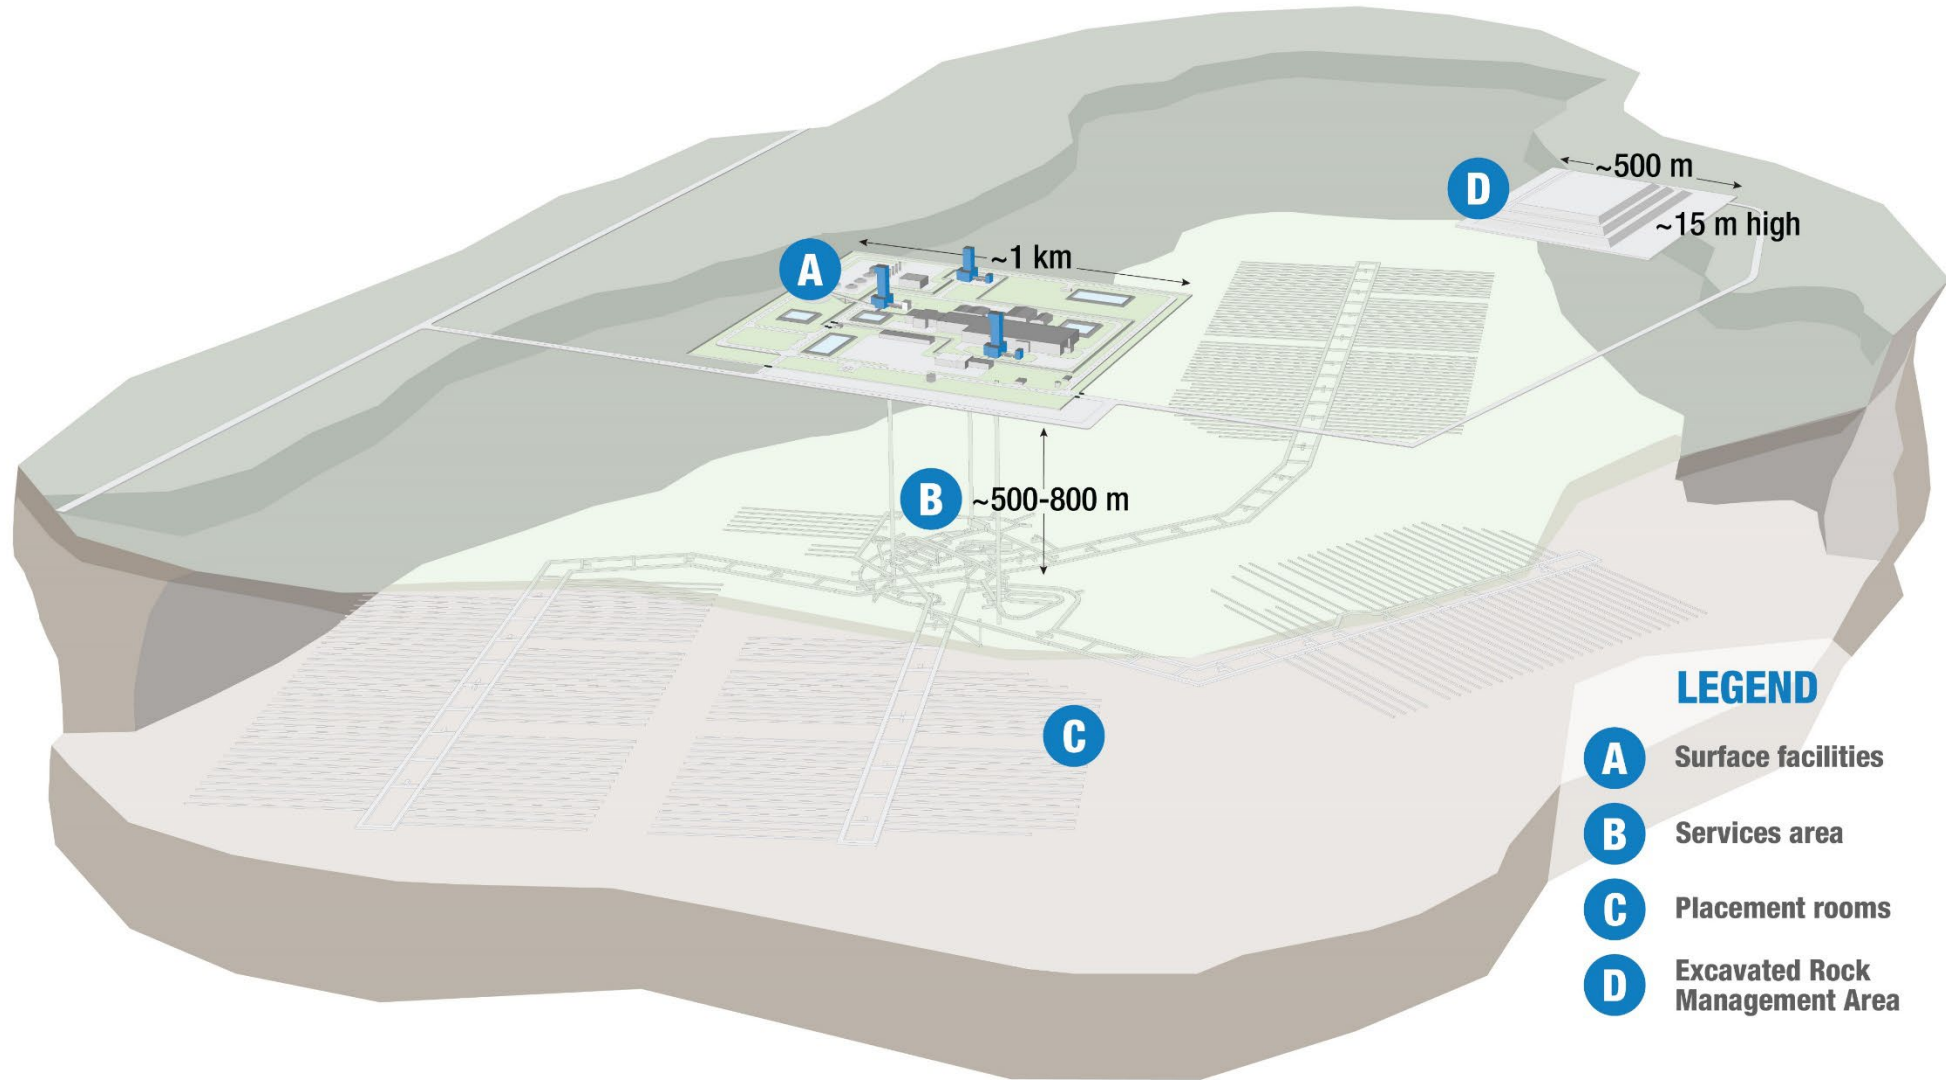 D
~500 m
~15 m high
A
~1 km
B
~500-800 m
C
LEGEND
A Surface facilities
B Services area
C Placement rooms
D Excavated Rock
Management Area